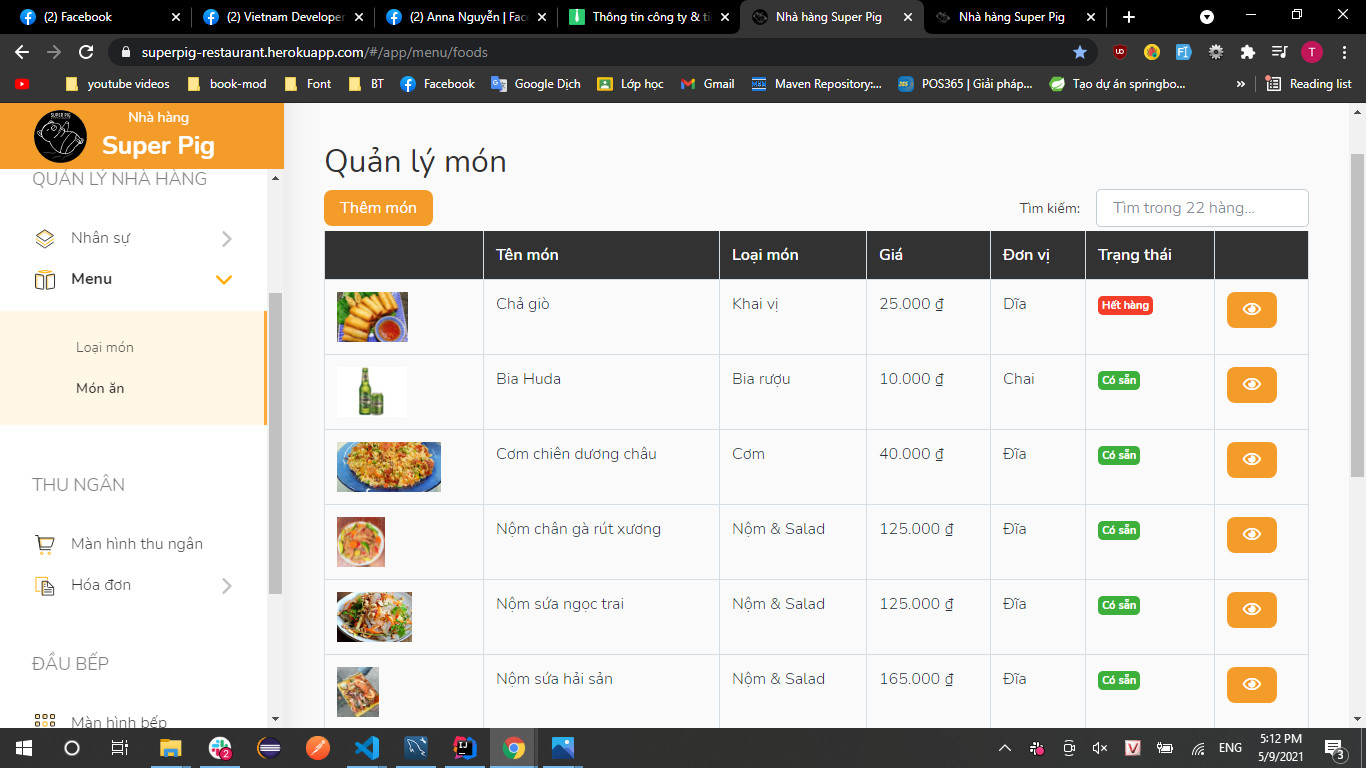 (2) Facebook
(2) Vietnam Developer
(2) Anna Nguyễn | Fac
Thông tin công ty & ti
Nhà hàng Super Pig
Nhà hàng Super Pig
superpig-restaurant.herokuapp.com/#/app/menu/foods
youtube videos
book-mod
Font
BT
Facebook
Google Dịch
Lớp học
Gmail
Maven Repository:...
POS365 | Giải pháp...
Tạo dự án springbo...
»
Reading list
Nhà hàng
Super Pig
QUẢN LÝ NHÀ HÀNG
Nhân sự
Menu
Loại món
Món ăn
THU NGÂN
Màn hình thu ngân
Hóa đơn
ĐẦU BẾP
Màn hình bếp
Quản lý món
Thêm món
Tìm kiếm:
Tìm trong 22 hàng...
Tên món Loại món Giá Đơn vị Trạng thái
Chả giò Khai vị 25.000 ₫ Dĩa Hết hàng
Bia Huda Bia rượu 10.000 ₫ Chai Có sẵn
Cơm chiên dương châu Cơm 40.000 ₫ Đĩa Có sẵn
Nộm chân gà rút xương Nộm & Salad 125.000 ₫ Đĩa Có sẵn
Nộm sứa ngọc trai Nộm & Salad 125.000 ₫ Đĩa Có sẵn
Nộm sứa hải sản Nộm & Salad 165.000 ₫ Đĩa Có sẵn
ENG
5:12 PM
5/9/2021
3